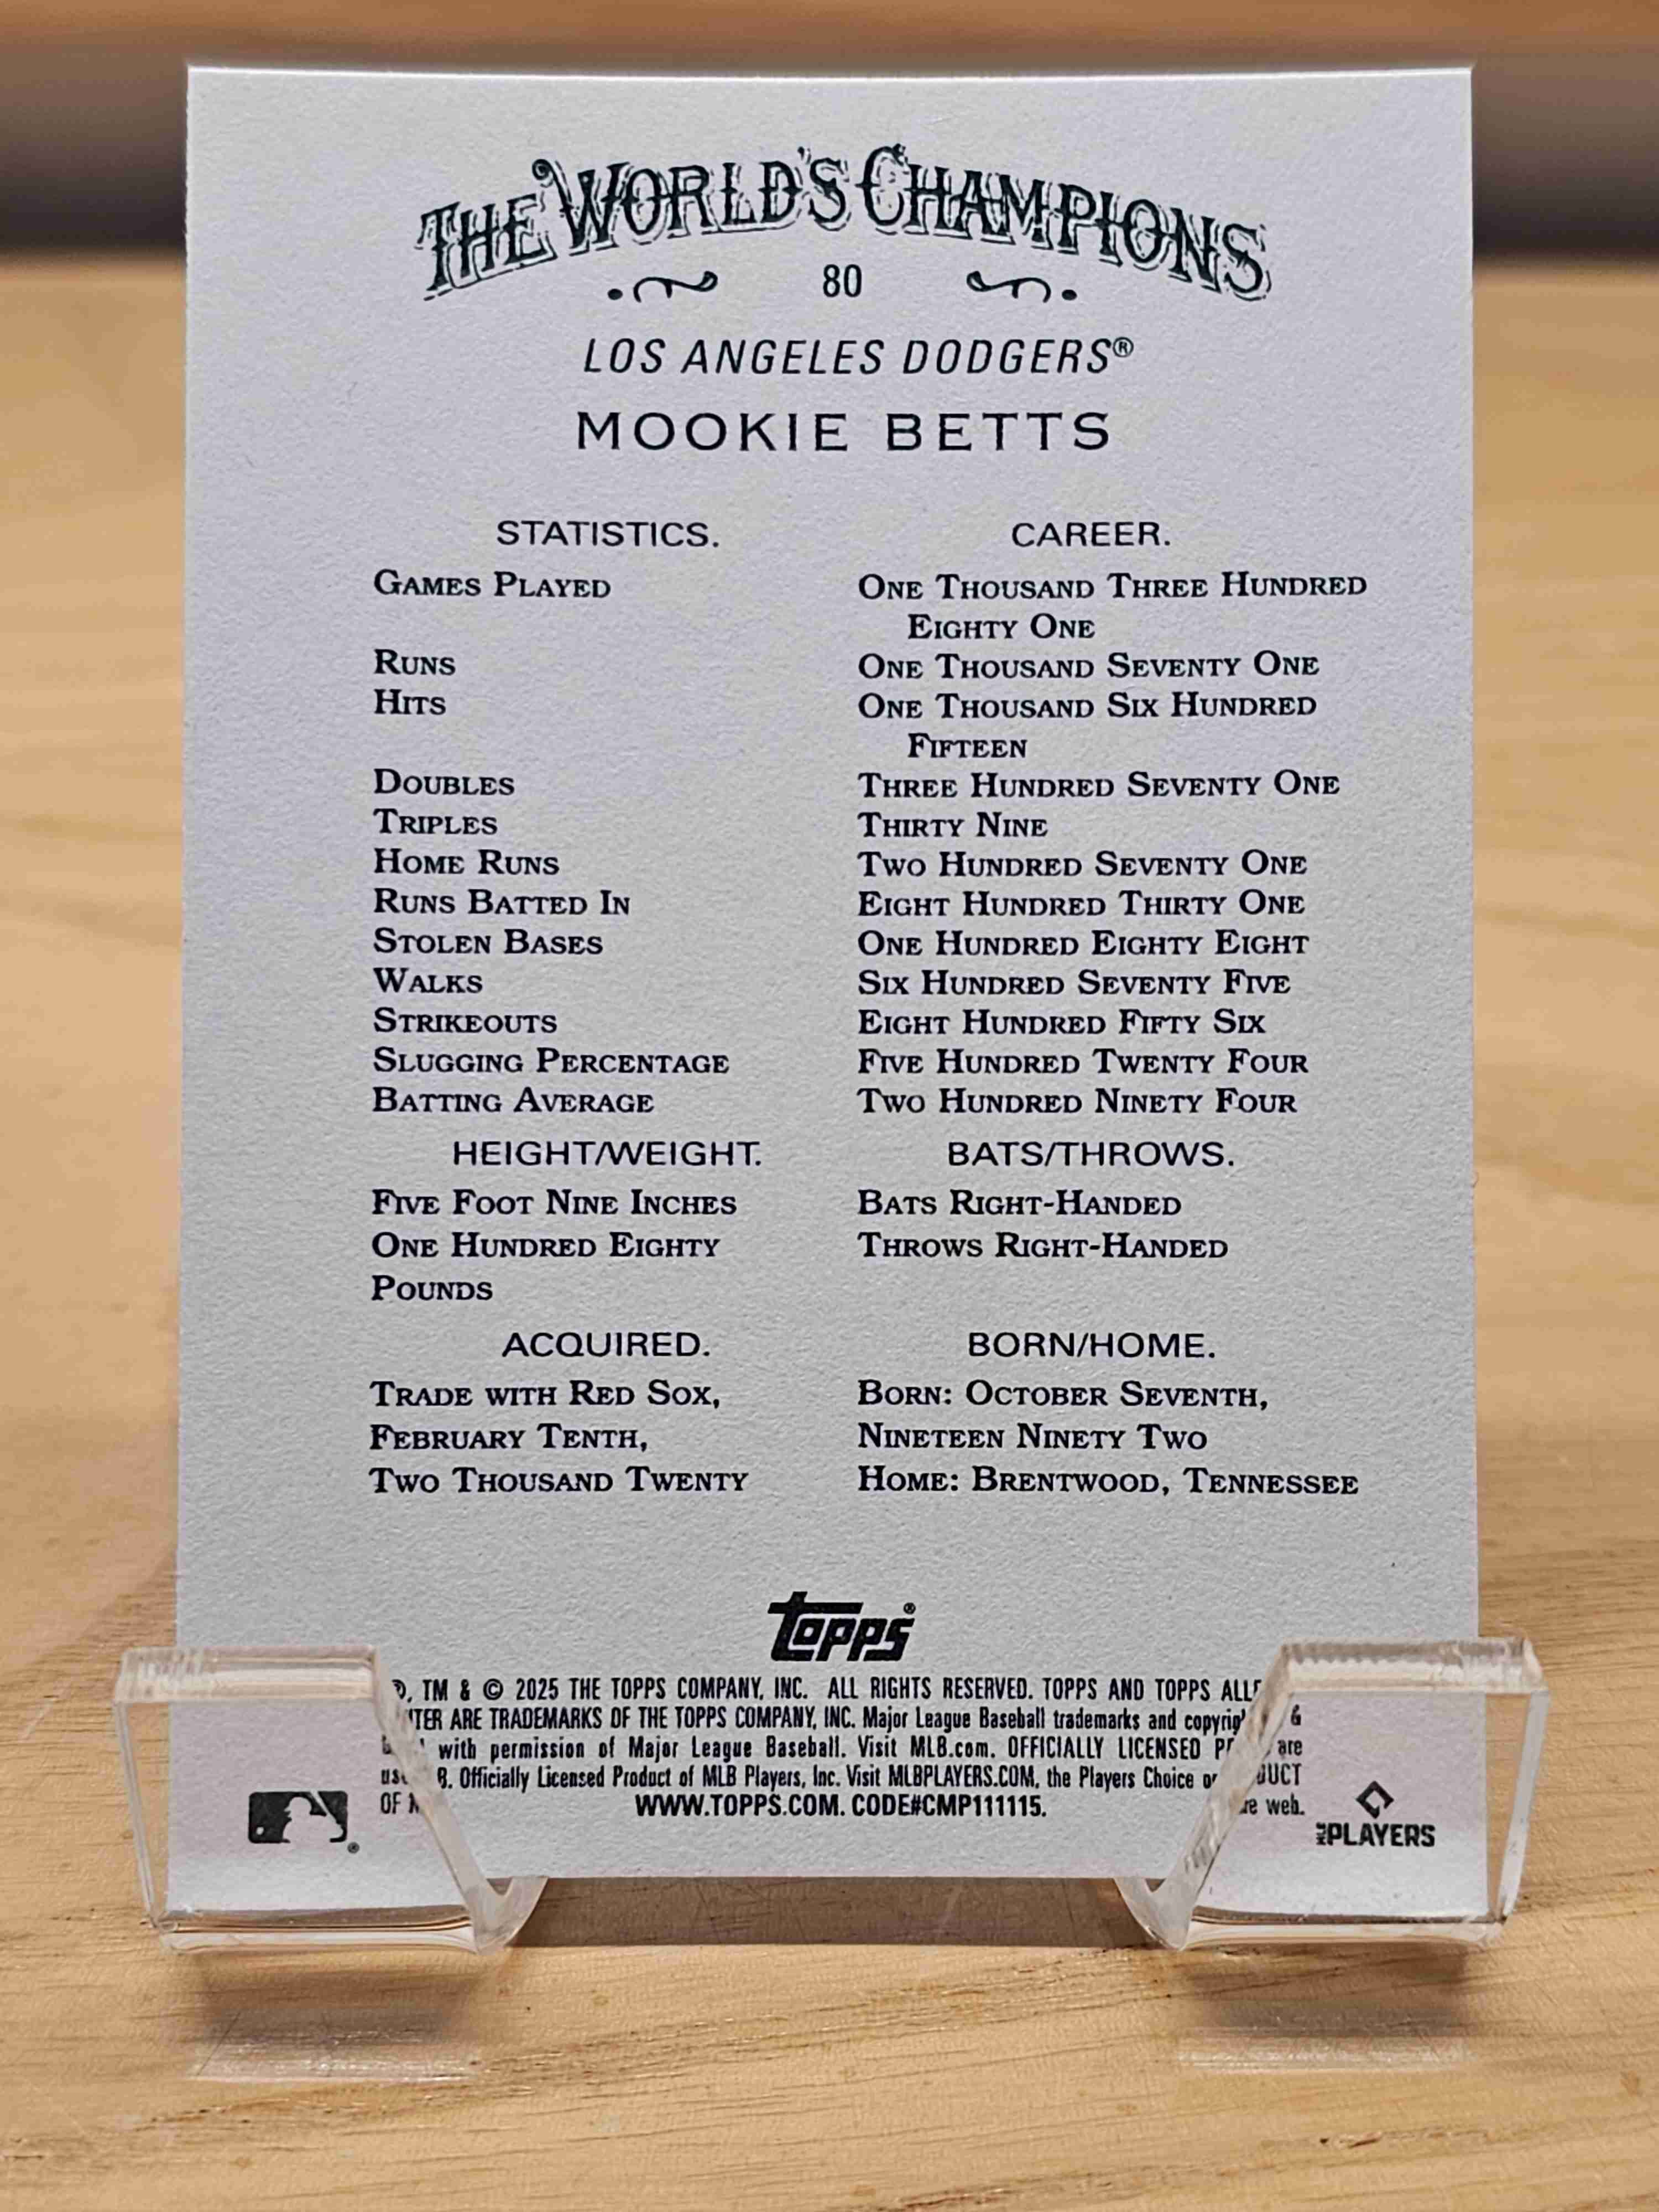 THE WORLD'S CHAMPIONS
80
LOS ANGELES DODGERS®
MOOKIE BETTS
STATISTICS. CAREER.
GAMES PLAYED ONE THOUSAND THREE HUNDRED
EIGHTY ONE
RUNS ONE THOUSAND SEVENTY ONE
HITS ONE THOUSAND SIX HUNDRED
FIFTEEN
DOUBLES THREE HUNDRED SEVENTY ONE
TRIPLES THIRTY NINE
HOME RUNS TWO HUNDRED SEVENTY ONE
RUNS BATTED IN EIGHT HUNDRED THIRTY ONE
STOLEN BASES ONE HUNDRED EIGHTY EIGHT
WALKS SIX HUNDRED SEVENTY FIVE
STRIKEOUTS EIGHT HUNDRED FIFTY SIX
SLUGGING PERCENTAGE FIVE HUNDRED TWENTY FOUR
BATTING AVERAGE TWO HUNDRED NINETY FOUR
HEIGHT/WEIGHT. BATS/THROWS.
FIVE FOOT NINE INCHES BATS RIGHT-HANDED
ONE HUNDRED EIGHTY THROWS RIGHT-HANDED
POUNDS
ACQUIRED. BORN/HOME.
TRADE WITH RED SOX, BORN: OCTOBER SEVENTH,
FEBRUARY TENTH, NINETEEN NINETY TWO
TWO THOUSAND TWENTY HOME: BRENTWOOD, TENNESSEE
topps®
TM & © 2025 THE TOPPS COMPANY, INC. ALL RIGHTS RESERVED. TOPPS AND TOPPS
ARE TRADEMARKS OF THE TOPPS COMPANY, INC. Major League Baseball trademarks and &
with permission of Major League Baseball. Visit MLB.com. OFFICIALLY LICENSED are
Officially Licensed Product of MLB Players, Inc. Visit MLBPLAYERS.COM, the Players Choice
OF WWW.TOPPS.COM. CODE#CMP111115. web.
MLB PLAYERS